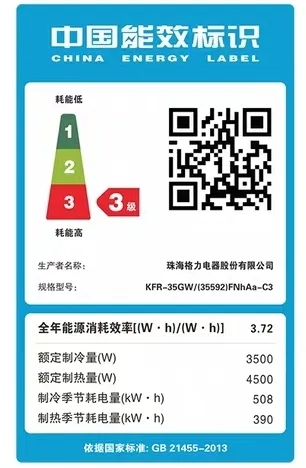 中国能效标识
CHINA ENERGY LABEL
耗能低
1
2
3
3级
耗能高
生产者名称: 珠海格力电器股份有限公司
规格型号: KFR-35GW/(35592)FNhAa-C3
全年能源消耗效率[(W·h)/(W·h)] 3.72
额定制冷量(W) 3500
额定制热量(W) 4500
制冷季节耗电量(kW·h) 508
制热季节耗电量(kW·h) 390
依据国家标准: GB 21455-2013